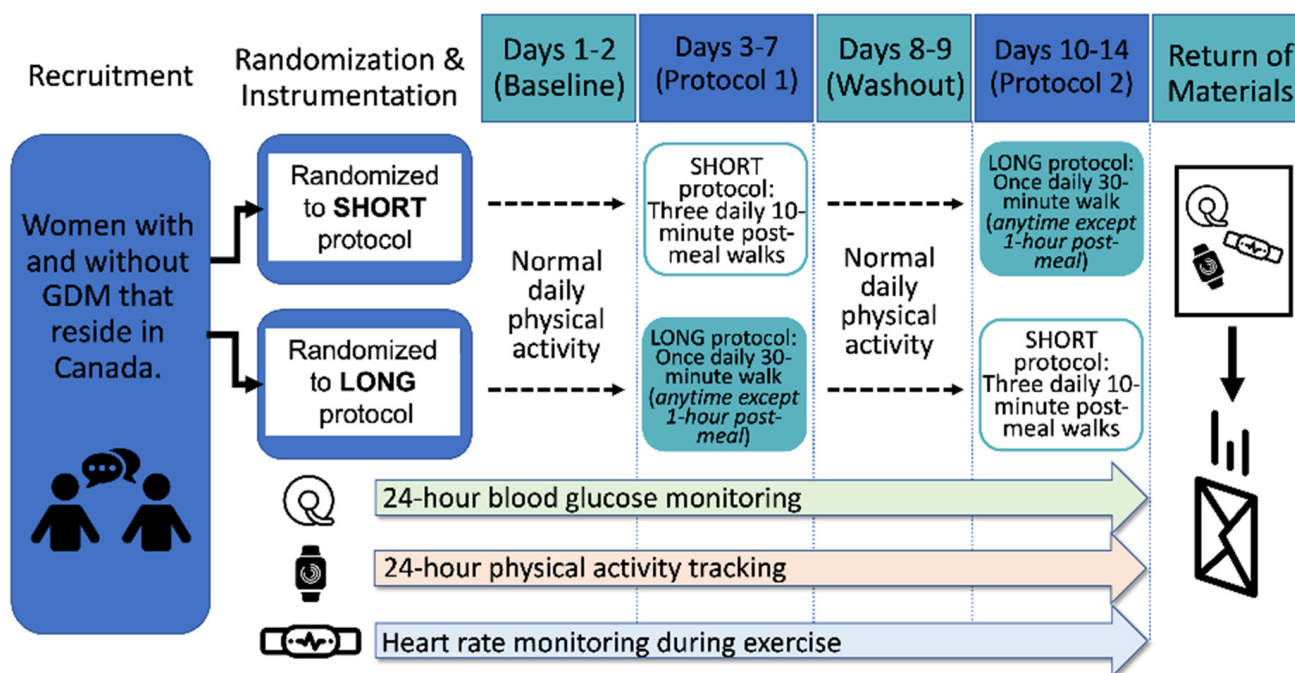 Recruitment
Randomization &
Instrumentation
Days 1-2
(Baseline)
Days 3-7
(Protocol 1)
Days 8-9
(Washout)
Days 10-14
(Protocol 2)
Return of
Materials
Women with
and without
GDM that
reside in
Canada.
Randomized
to SHORT
protocol
Randomized
to LONG
protocol
Normal
daily
physical
activity
SHORT
protocol:
Three daily 10-
minute post-
meal walks
LONG protocol:
Once daily 30-
minute walk
(anytime except
1-hour post-
meal)
Normal
daily
physical
activity
LONG protocol:
Once daily 30-
minute walk
(anytime except
1-hour post-
meal)
SHORT
protocol:
Three daily 10-
minute post-
meal walks
24-hour blood glucose monitoring
24-hour physical activity tracking
Heart rate monitoring during exercise